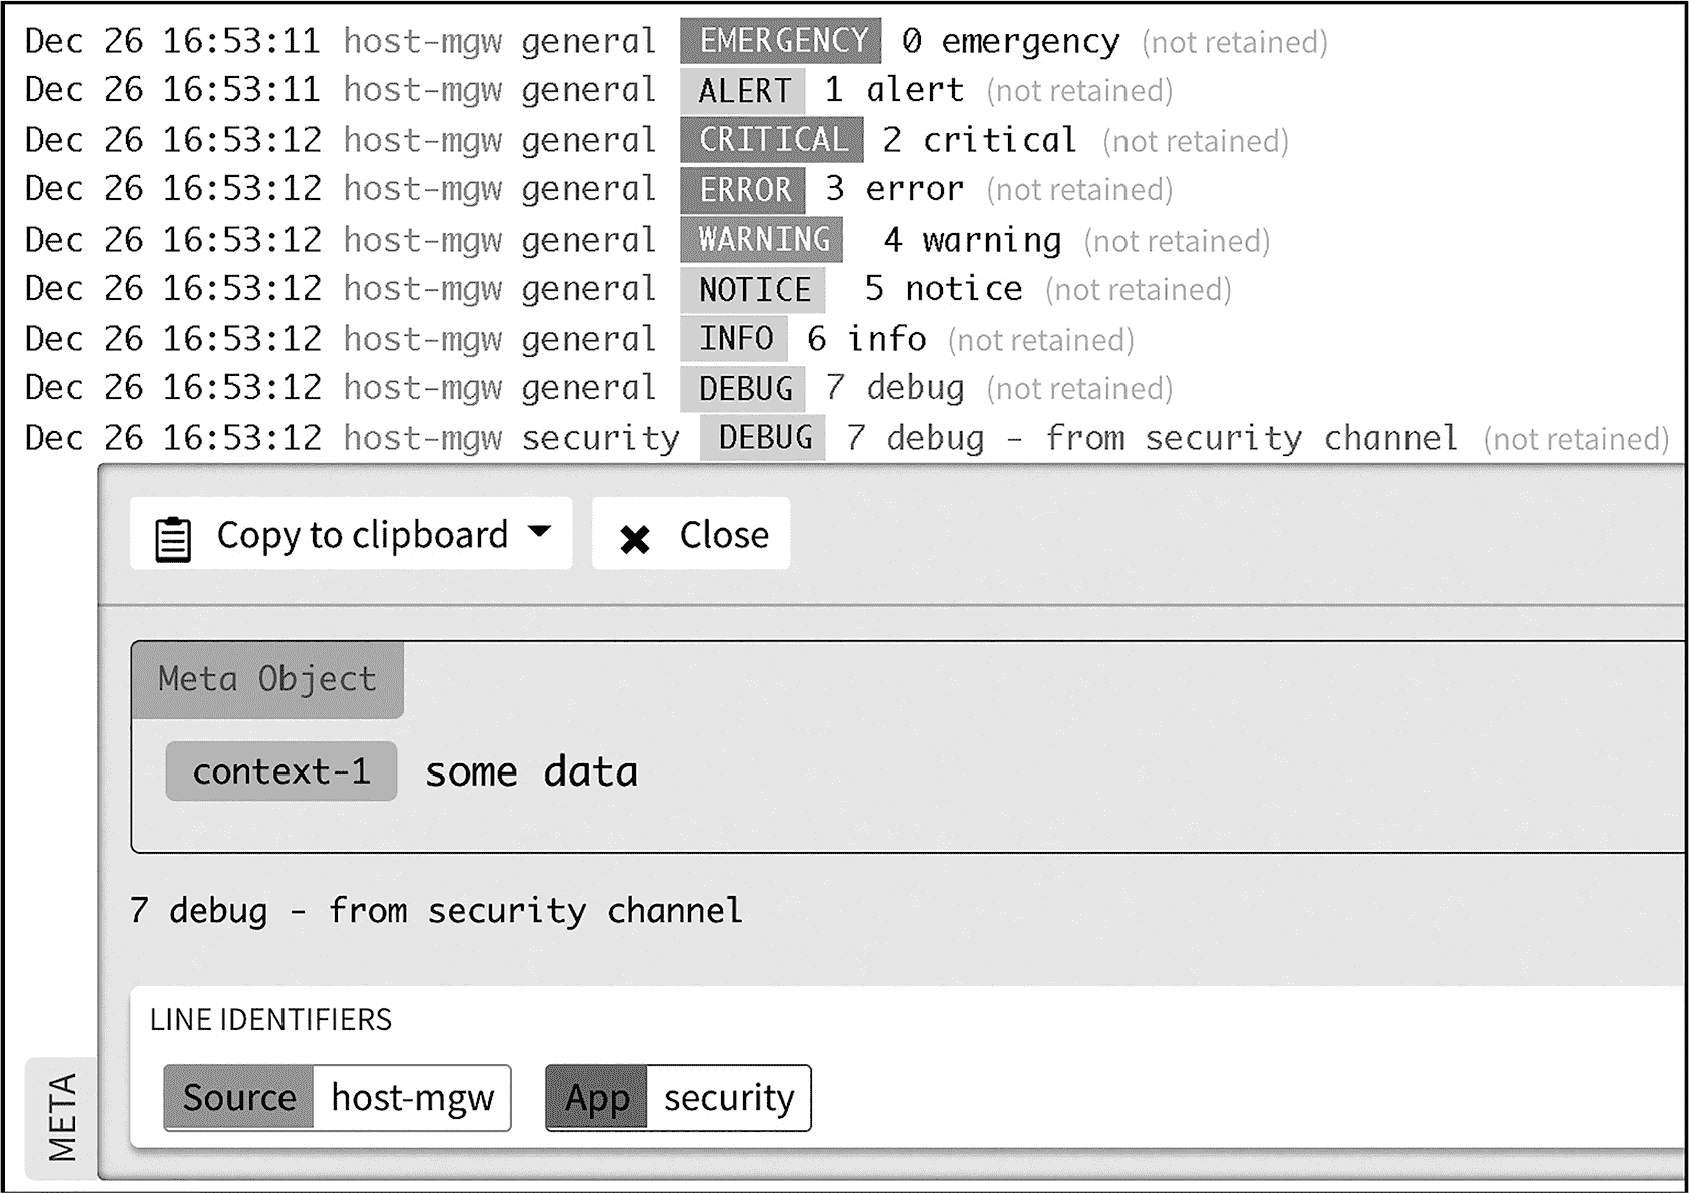 Dec 26 16:53:11 host-mgw general EMERGENCY 0 emergency (not retained)
Dec 26 16:53:11 host-mgw general ALERT 1 alert (not retained)
Dec 26 16:53:12 host-mgw general CRITICAL 2 critical (not retained)
Dec 26 16:53:12 host-mgw general ERROR 3 error (not retained)
Dec 26 16:53:12 host-mgw general WARNING 4 warning (not retained)
Dec 26 16:53:12 host-mgw general NOTICE 5 notice (not retained)
Dec 26 16:53:12 host-mgw general INFO 6 info (not retained)
Dec 26 16:53:12 host-mgw general DEBUG 7 debug (not retained)
Dec 26 16:53:12 host-mgw security DEBUG 7 debug - from security channel (not retained)
Copy to clipboard Close
Meta Object
context-1 some data
7 debug - from security channel
LINE IDENTIFIERS
Source host-mgw App security
META